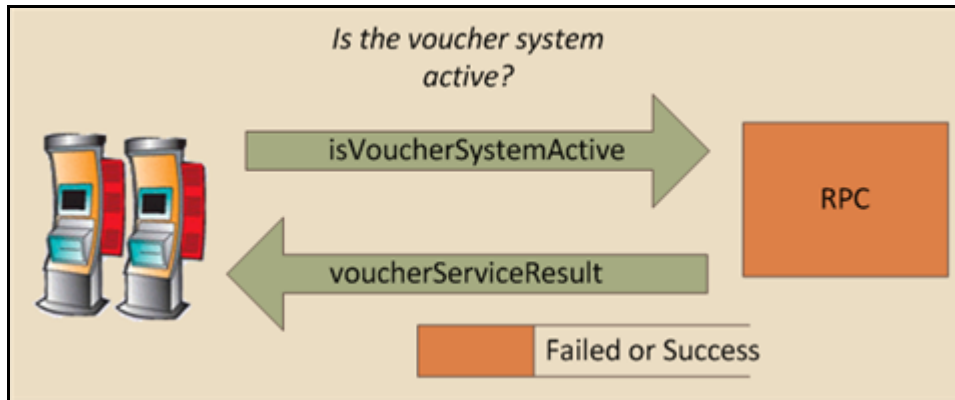 Is the voucher system
active?
isVoucherSystemActive
RPC
voucherServiceResult
Failed or Success